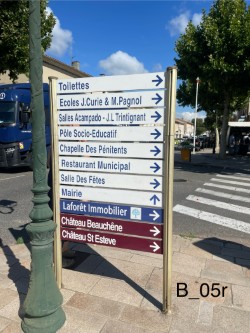 Toilettes
Ecoles J.Curie & M.Pagnol
Salles Acampado - J.L Trintignant
Pôle Socio-Educatif
Chapelle Des Pénitents
Restaurant Municipal
Salle Des Fêtes
Mairie
Laforêt Immobilier
Château Beauchêne
Château St Esteve
B_05r